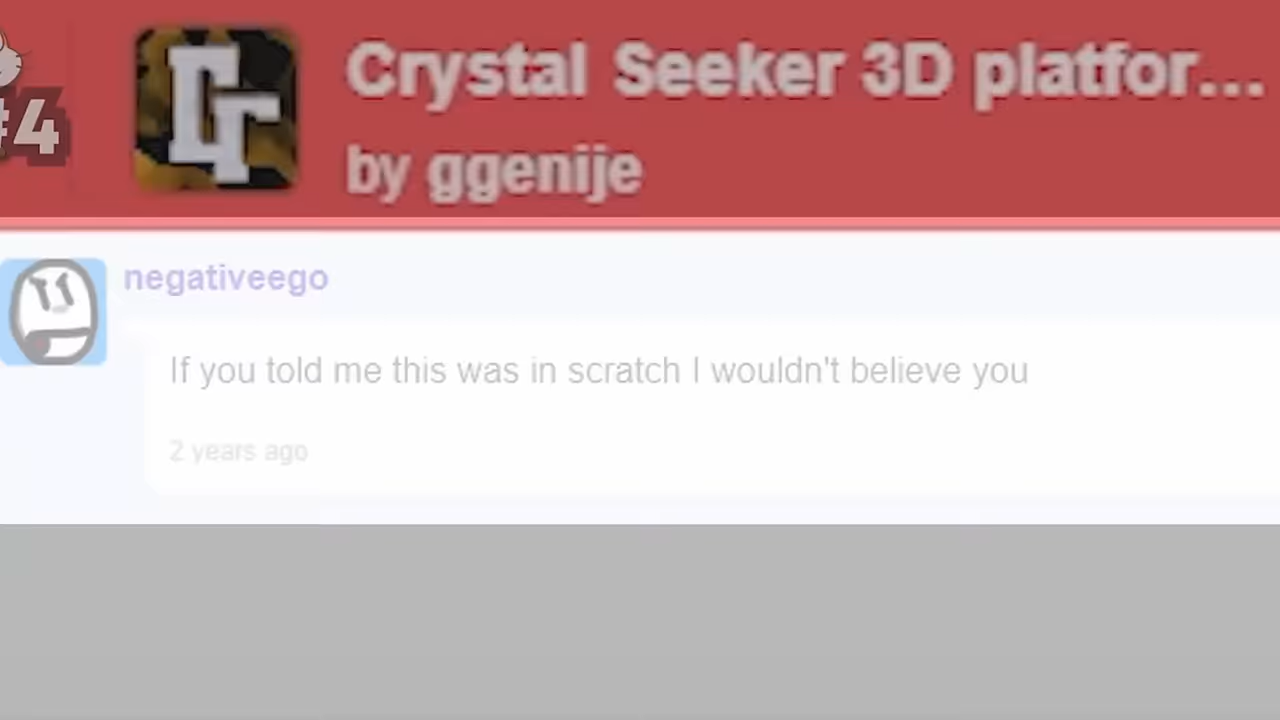 #4
Crystal Seeker 3D platfor...
by ggenije
negativeego
If you told me this was in scratch I wouldn't believe you
2 years ago